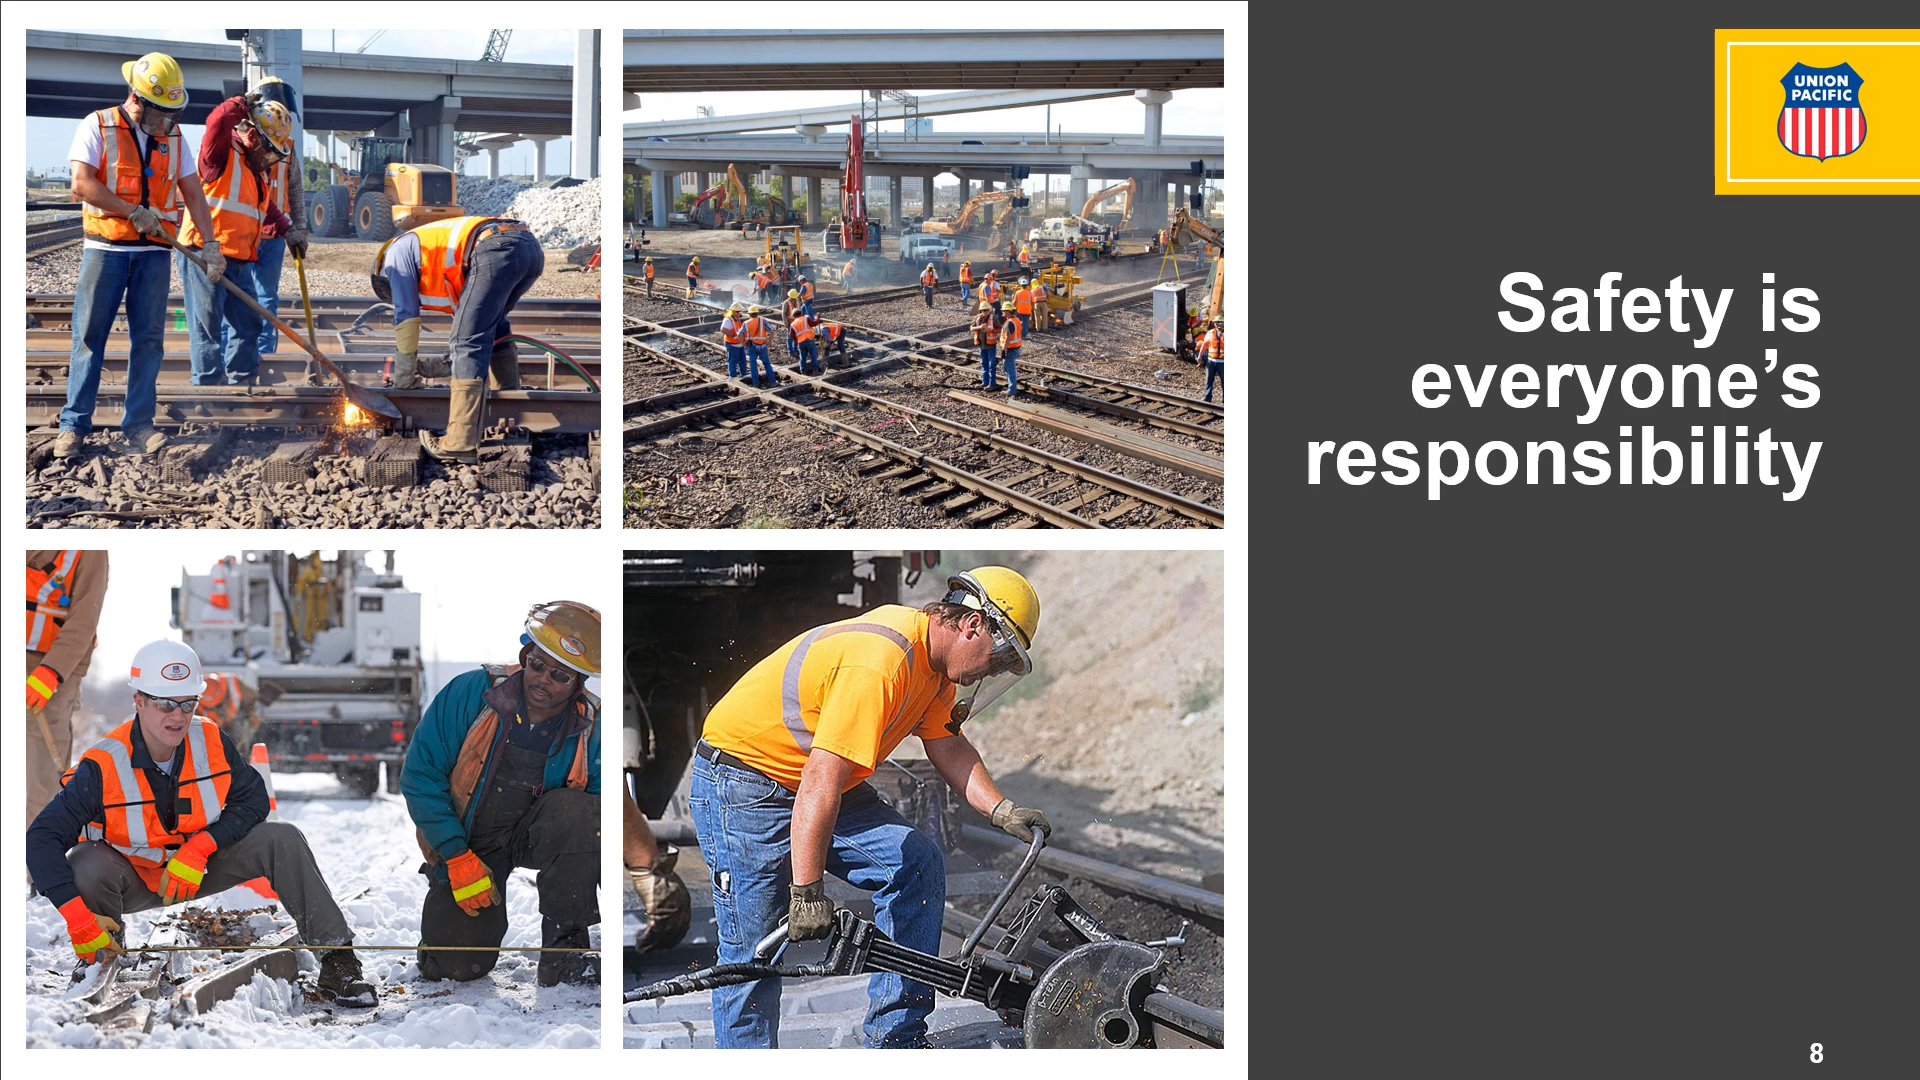 UNION
PACIFIC
Safety is
everyone’s
responsibility
8